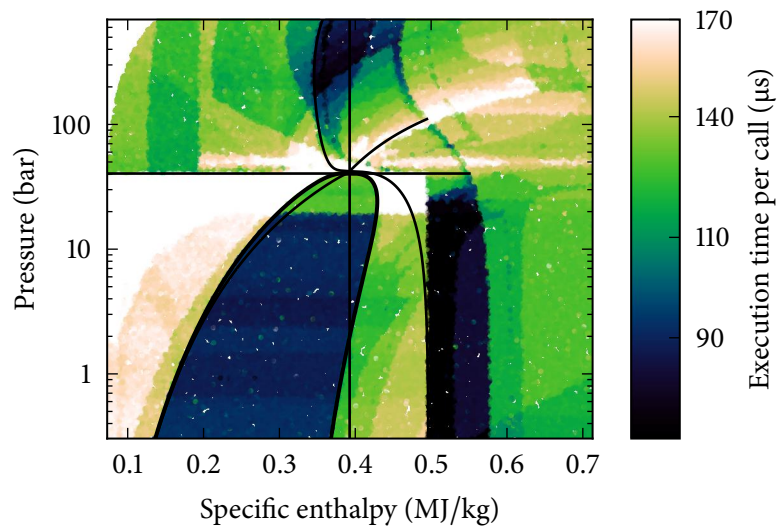 170
140
110
90
Execution time per call (µs)
100
10
1
Pressure (bar)
0.1 0.2 0.3 0.4 0.5 0.6 0.7
Specific enthalpy (MJ/kg)